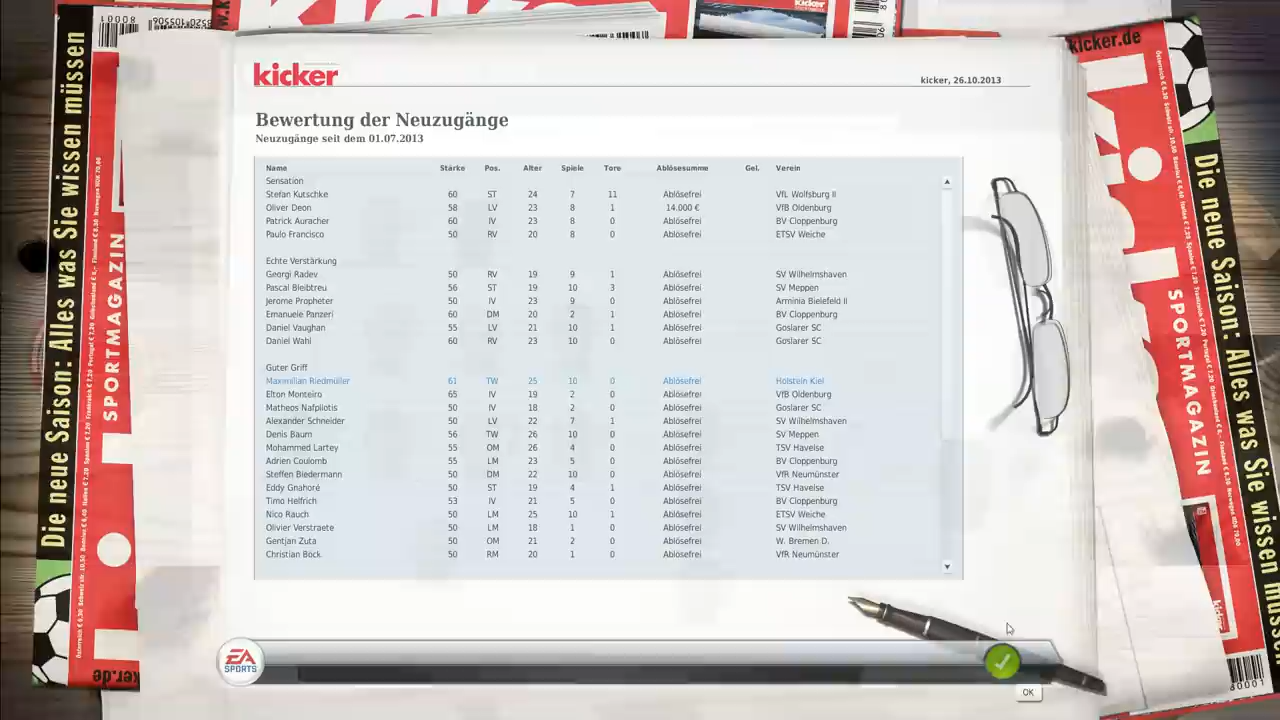 kicker
kicker, 26.10.2013
Bewertung der Neuzugänge
Neuzugänge seit dem 01.07.2013
Name Stärke Pos. Alter Spiele Tore Ablösesumme Gel. Verein
Sensation
Stefan Kutschke 60 ST 24 7 11 Ablösefrei VfL Wolfsburg II
Oliver Deon 58 LV 23 8 1 14.000 € VfB Oldenburg
Patrick Auracher 60 IV 23 8 0 Ablösefrei BV Cloppenburg
Paulo Francisco 50 RV 20 8 0 Ablösefrei ETSV Weiche
Echte Verstärkung
Georgi Radev 50 RV 19 9 1 Ablösefrei SV Wilhelmshaven
Pascal Bleibtreu 56 ST 19 10 3 Ablösefrei SV Meppen
Jerome Propheter 50 IV 23 9 0 Ablösefrei Arminia Bielefeld II
Emanuele Panzeri 60 DM 20 2 1 Ablösefrei BV Cloppenburg
Daniel Vaughan 55 LV 21 10 1 Ablösefrei Goslarer SC
Daniel Wahl 60 RV 23 10 0 Ablösefrei Goslarer SC
Guter Griff
Maximilian Riedmüller 61 TW 25 10 0 Ablösefrei Holstein Kiel
Elton Monteiro 65 IV 19 2 0 Ablösefrei VfB Oldenburg
Matheos Nafpliotis 50 IV 18 2 0 Ablösefrei Goslarer SC
Alexander Schneider 50 LV 22 7 1 Ablösefrei SV Wilhelmshaven
Denis Baum 56 TW 26 10 0 Ablösefrei SV Meppen
Mohammed Lartey 55 OM 26 4 0 Ablösefrei TSV Havelse
Adrien Coulomb 55 LM 23 5 0 Ablösefrei BV Cloppenburg
Steffen Biedermann 50 DM 22 10 0 Ablösefrei VfR Neumünster
Eddy Gnahoré 50 ST 19 4 1 Ablösefrei TSV Havelse
Timo Helfrich 53 IV 21 5 0 Ablösefrei BV Cloppenburg
Nico Rauch 50 LM 25 10 1 Ablösefrei ETSV Weiche
Olivier Verstraete 50 LM 18 1 0 Ablösefrei SV Wilhelmshaven
Gentjan Zuta 50 OM 21 2 0 Ablösefrei W. Bremen D.
Christian Bock 50 RM 20 1 0 Ablösefrei VfR Neumünster
EA SPORTS
OK
Die neue Saison: Alles was Sie wissen müssen
SPORTMAGAZIN
kicker.de
Die neue Saison: Alles was Sie wissen müssen
SPORTMAGAZIN
kicker